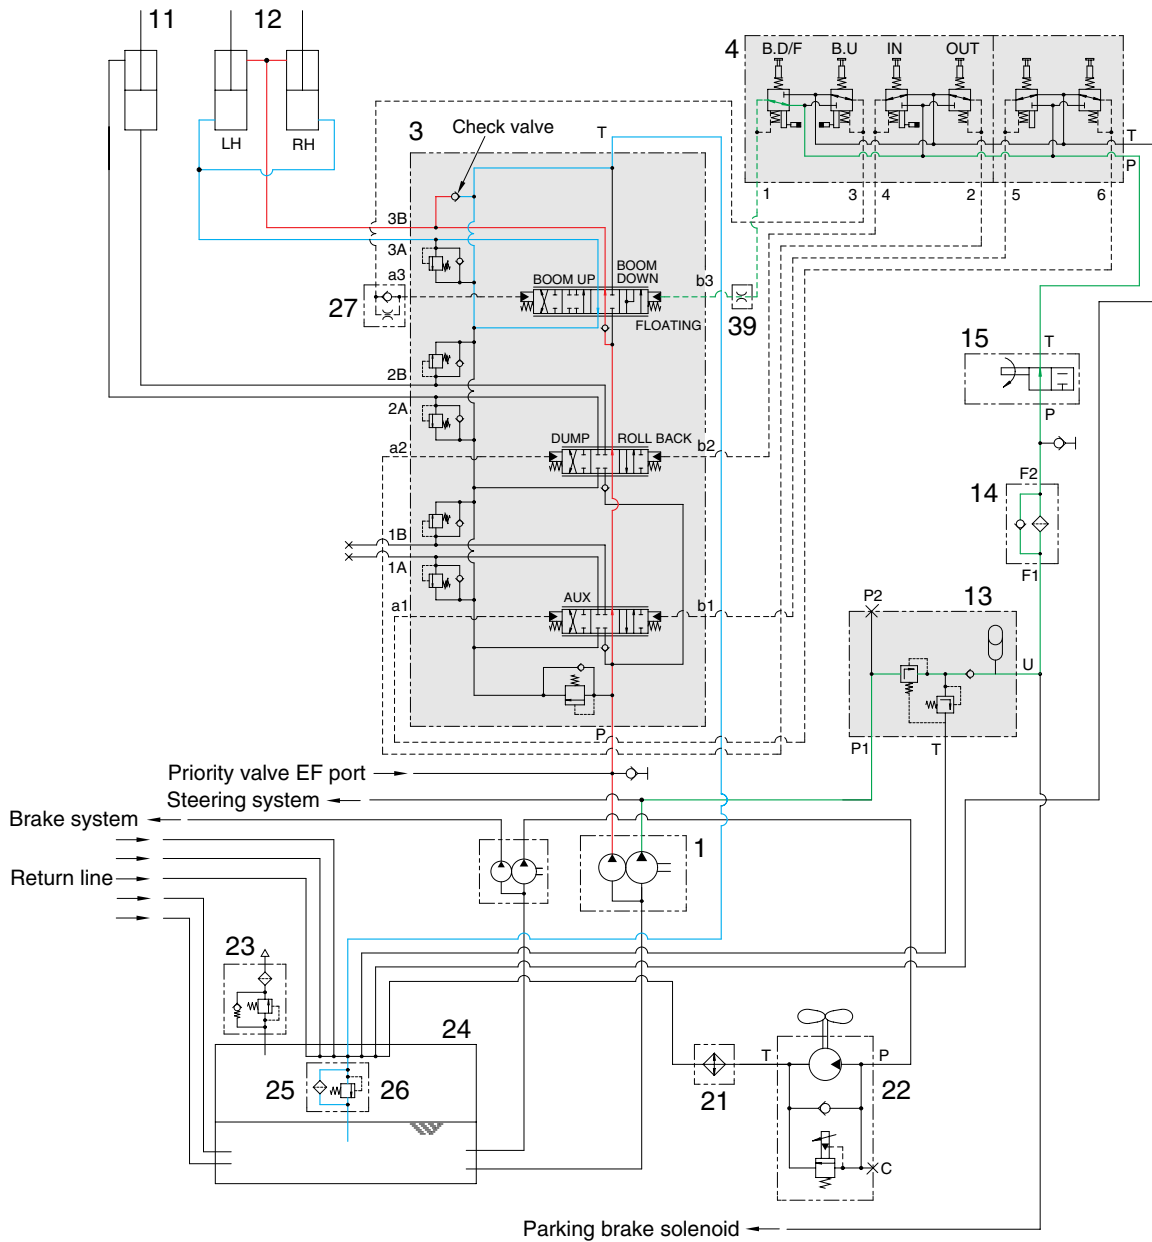 11
12
LH
RH
3
Check valve
T
4
B.D/F
B.U
IN
OUT
T
P
1
3
4
2
5
6
3B
3A
a3
27
BOOM UP
BOOM
DOWN
b3
FLOATING
39
2B
2A
a2
DUMP
ROLL BACK
b2
15
T
P
14
F2
F1
1B
1A
a1
AUX
b1
P
P2
13
U
P1
T
Priority valve EF port
Steering system
Brake system
Return line
1
23
24
25
26
21
T
P
22
C
Parking brake solenoid